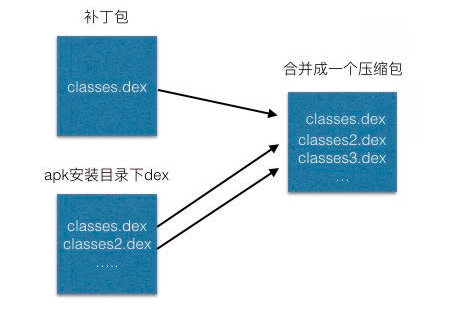 补丁包
classes.dex
合并成一个压缩包
classes.dex
classes2.dex
classes3.dex
...
apk安装目录下dex
classes.dex
classes2.dex
.....